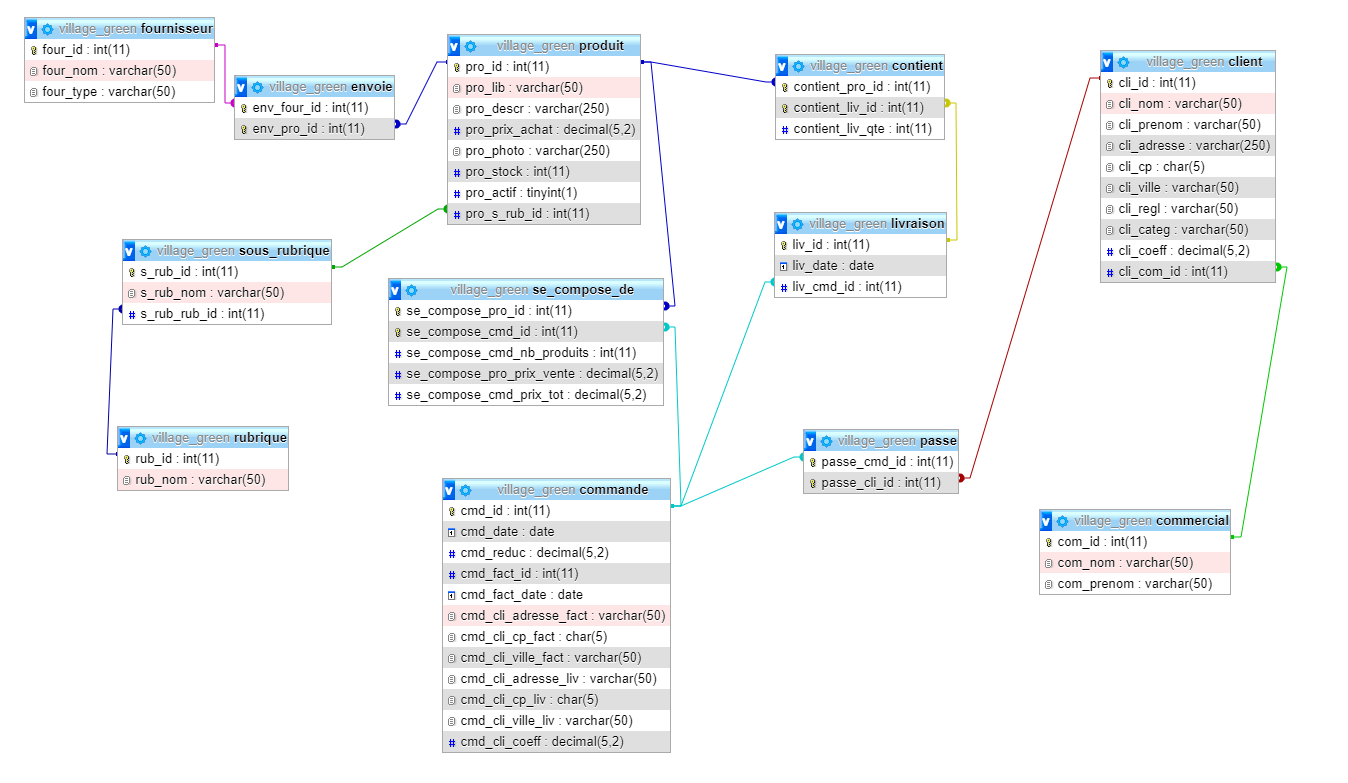 village_green fournisseur
four_id : int(11)
four_nom : varchar(50)
four_type : varchar(50)
village_green envoie
env_four_id : int(11)
env_pro_id : int(11)
village_green produit
pro_id : int(11)
pro_lib : varchar(50)
pro_descr : varchar(250)
pro_prix_achat : decimal(5,2)
pro_photo : varchar(250)
pro_stock : int(11)
pro_actif : tinyint(1)
pro_s_rub_id : int(11)
village_green contient
contient_pro_id : int(11)
contient_liv_id : int(11)
contient_liv_qte : int(11)
village_green client
cli_id : int(11)
cli_nom : varchar(50)
cli_prenom : varchar(50)
cli_adresse : varchar(250)
cli_cp : char(5)
cli_ville : varchar(50)
cli_regl : varchar(50)
cli_categ : varchar(50)
cli_coeff : decimal(5,2)
cli_com_id : int(11)
village_green sous_rubrique
s_rub_id : int(11)
s_rub_nom : varchar(50)
s_rub_rub_id : int(11)
village_green se_compose_de
se_compose_pro_id : int(11)
se_compose_cmd_id : int(11)
se_compose_cmd_nb_produits : int(11)
se_compose_pro_prix_vente : decimal(5,2)
se_compose_cmd_prix_tot : decimal(5,2)
village_green livraison
liv_id : int(11)
liv_date : date
liv_cmd_id : int(11)
village_green rubrique
rub_id : int(11)
rub_nom : varchar(50)
village_green commande
cmd_id : int(11)
cmd_date : date
cmd_reduc : decimal(5,2)
cmd_fact_id : int(11)
cmd_fact_date : date
cmd_cli_adresse_fact : varchar(50)
cmd_cli_cp_fact : char(5)
cmd_cli_ville_fact : varchar(50)
cmd_cli_adresse_liv : varchar(50)
cmd_cli_cp_liv : char(5)
cmd_cli_ville_liv : varchar(50)
cmd_cli_coeff : decimal(5,2)
village_green passe
passe_cmd_id : int(11)
passe_cli_id : int(11)
village_green commercial
com_id : int(11)
com_nom : varchar(50)
com_prenom : varchar(50)